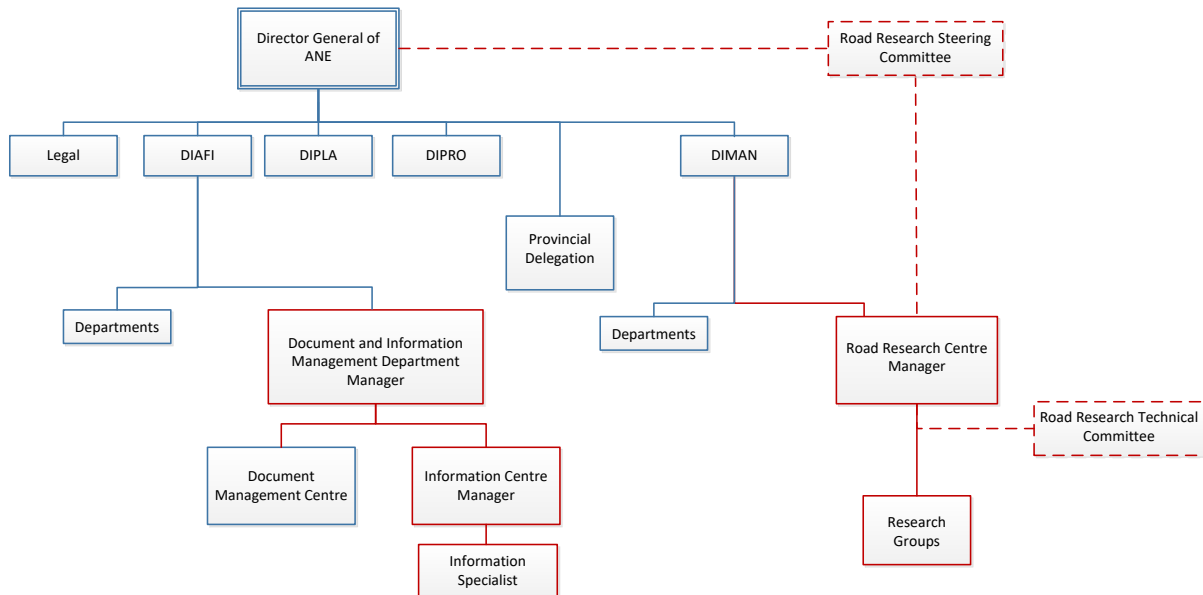 Director General of
ANE
Road Research Steering
Committee
Legal
DIAFI
DIPLA
DIPRO
DIMAN
Provincial
Delegation
Departments
Document and Information
Management Department
Manager
Departments
Road Research Centre
Manager
Road Research Technical
Committee
Document
Management Centre
Information Centre
Manager
Research
Groups
Information
Specialist